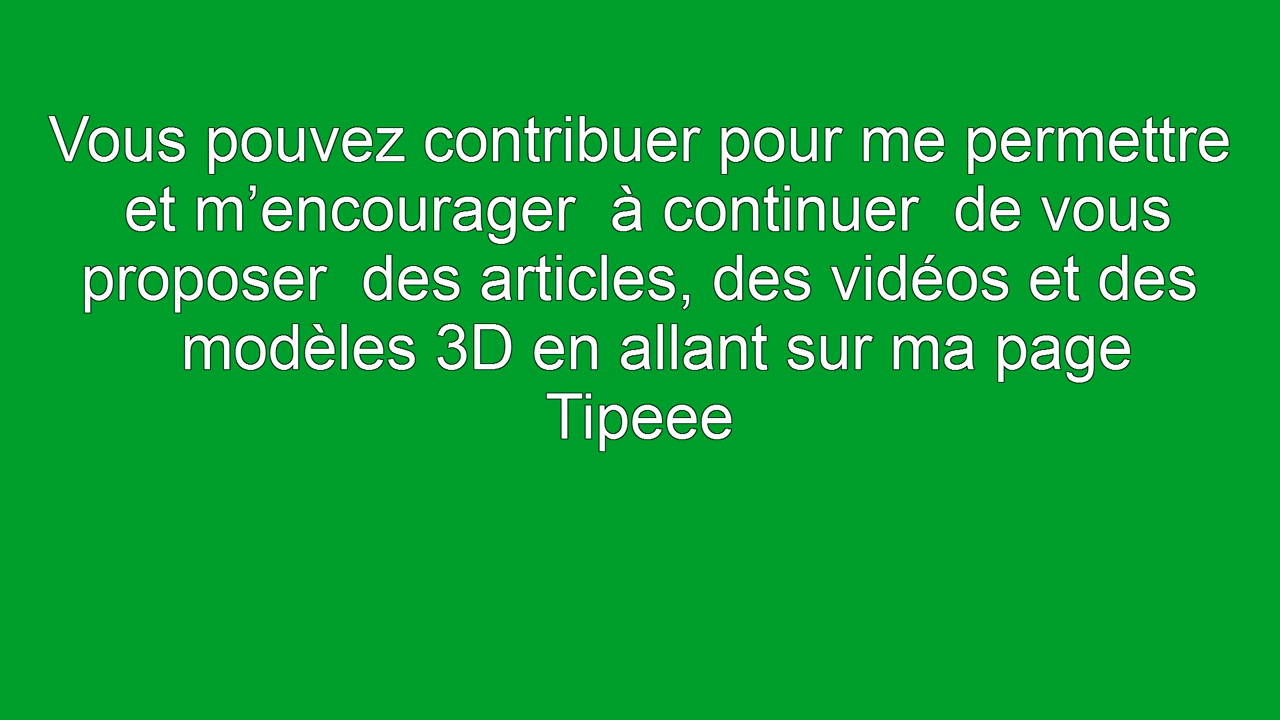 Vous pouvez contribuer pour me permettre
et m’encourager  à continuer  de vous
proposer  des articles, des vidéos et des
modèles 3D en allant sur ma page
Tipeee